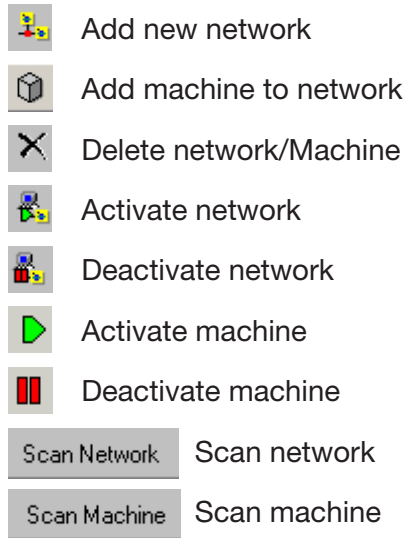 Add new network
Add machine to network
Delete network/Machine
Activate network
Deactivate network
Activate machine
Deactivate machine
Scan Network Scan network
Scan Machine Scan machine